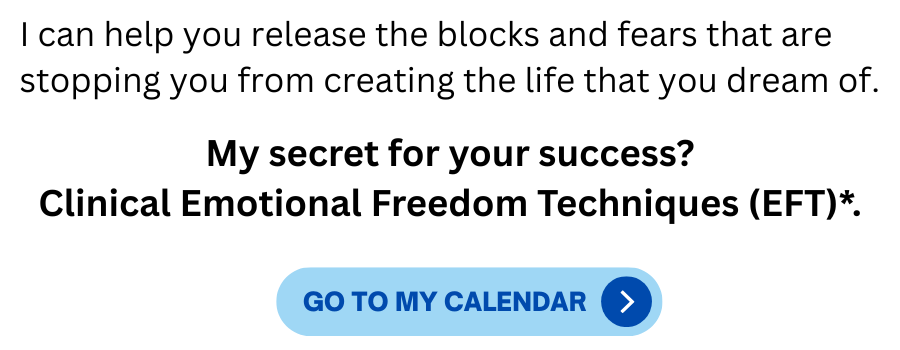 I can help you release the blocks and fears that are
stopping you from creating the life that you dream of.
My secret for your success?
Clinical Emotional Freedom Techniques (EFT)*.
GO TO MY CALENDAR